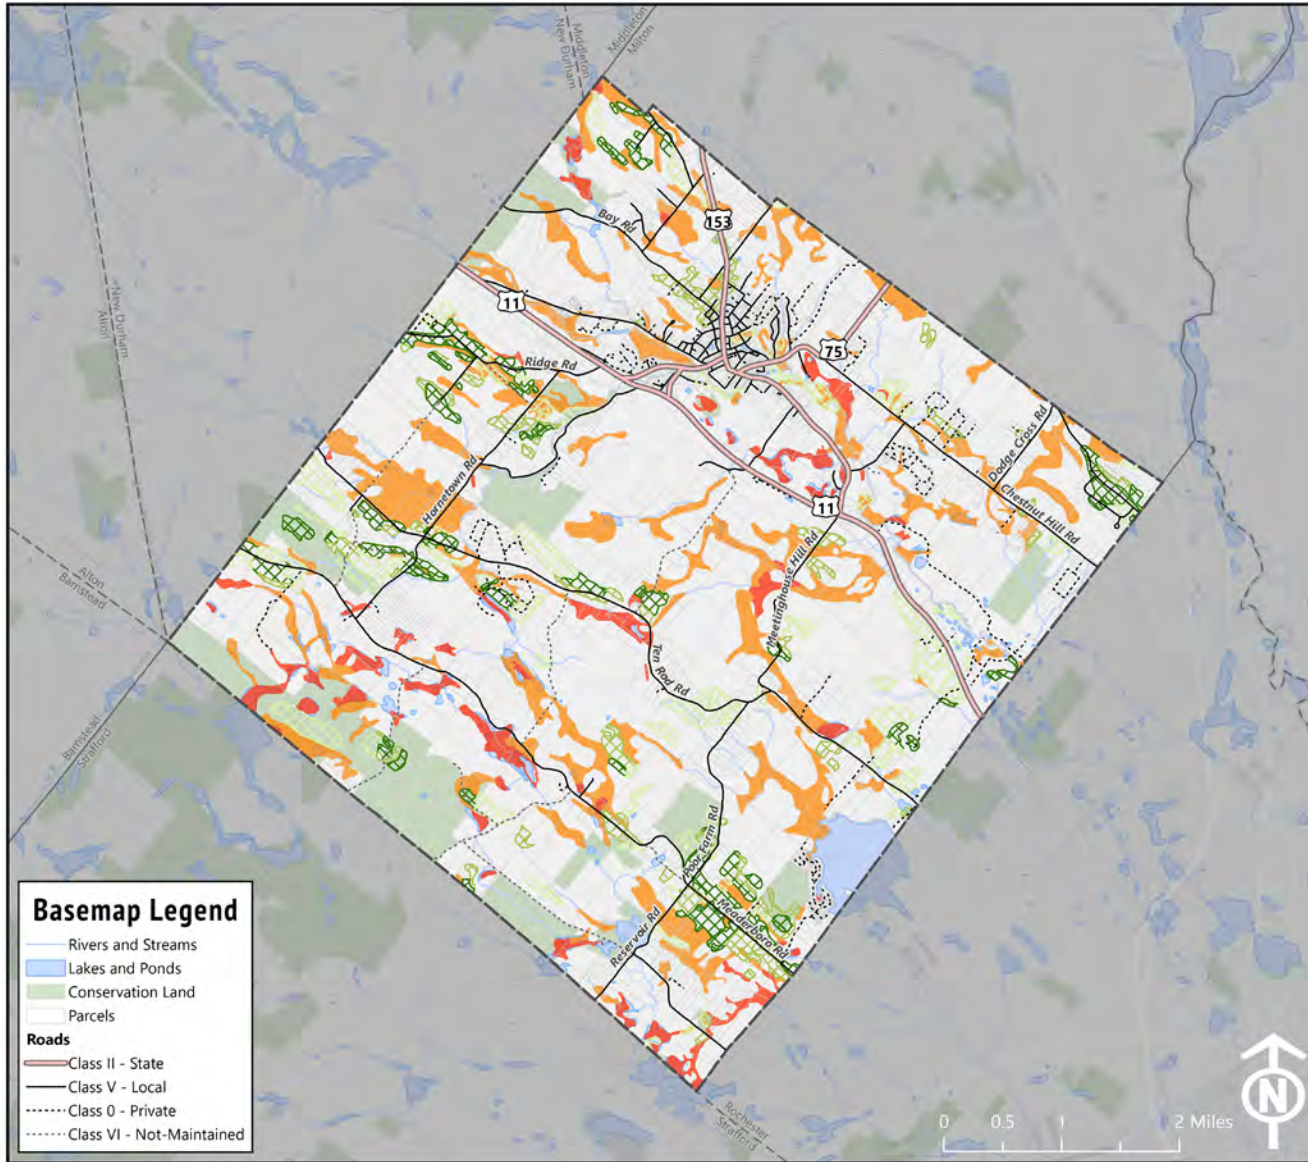 Middleton
New Durham
Middleton
Milton
Bay Rd
153
11
New Durham
Alton
75
Ridge Rd
Dodge Cross Rd
Chestnut Hill Rd
Hornetown Rd
11
Meetinghouse Hill Rd
Alton
Barnstead
Ten Rod Rd
Barnstead
Strafford
Poor Farm Rd
Meaderboro Rd
Reservoir Rd
Basemap Legend
Rivers and Streams
Lakes and Ponds
Conservation Land
Parcels
Roads
Class II - State
Class V - Local
Class 0 - Private
Class VI - Not-Maintained
Rochester
Strafford
0 0.5 1 2 Miles
N